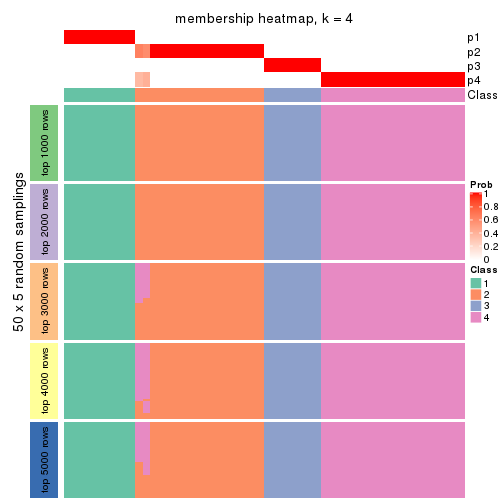 membership heatmap, k = 4
p1
p2
p3
p4
Class
50 x 5 random samplings
top 1000 rows
top 2000 rows
top 3000 rows
top 4000 rows
top 5000 rows
Prob
1
0.8
0.6
0.4
0.2
0
Class
1
2
3
4